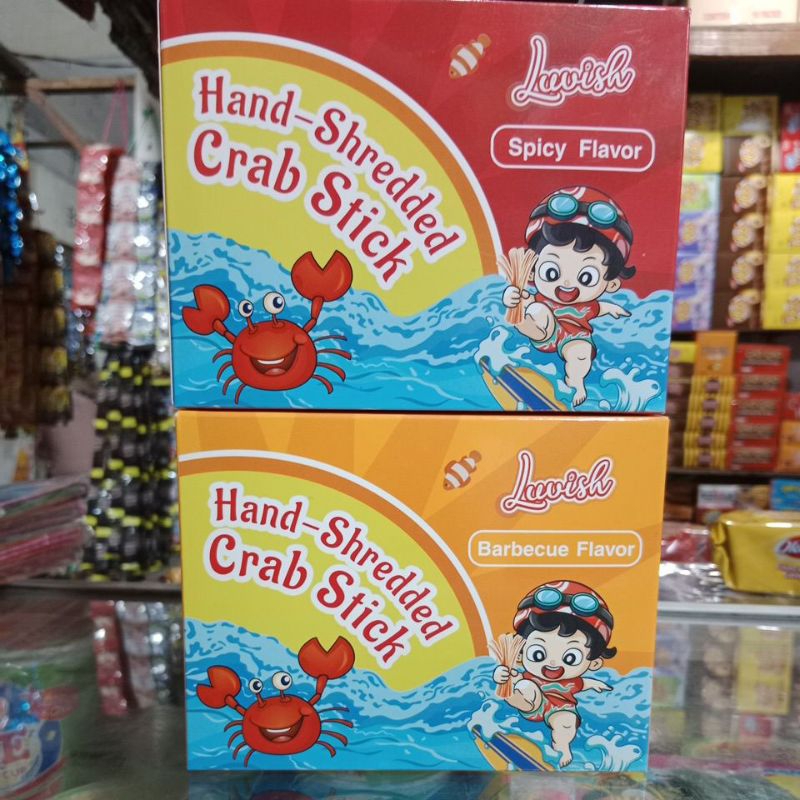 Luvish
Spicy Flavor
Hand-Shredded
Crab Stick
Luvish
Barbecue Flavor
Hand-Shredded
Crab Stick